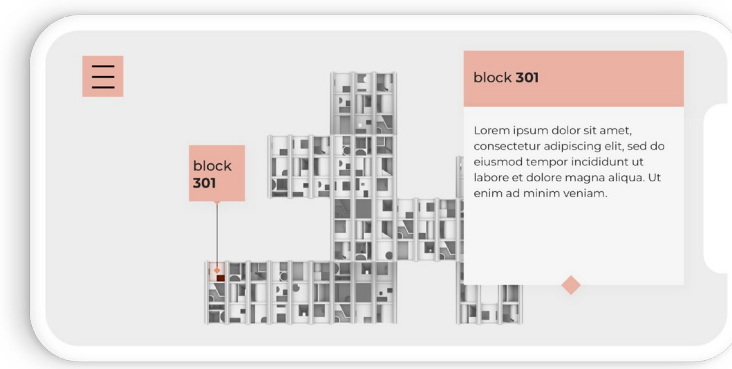 block 301
Lorem ipsum dolor sit amet,
consectetur adipiscing elit, sed do
eiusmod tempor incididunt ut
labore et dolore magna aliqua. Ut
enim ad minim veniam.
block
301